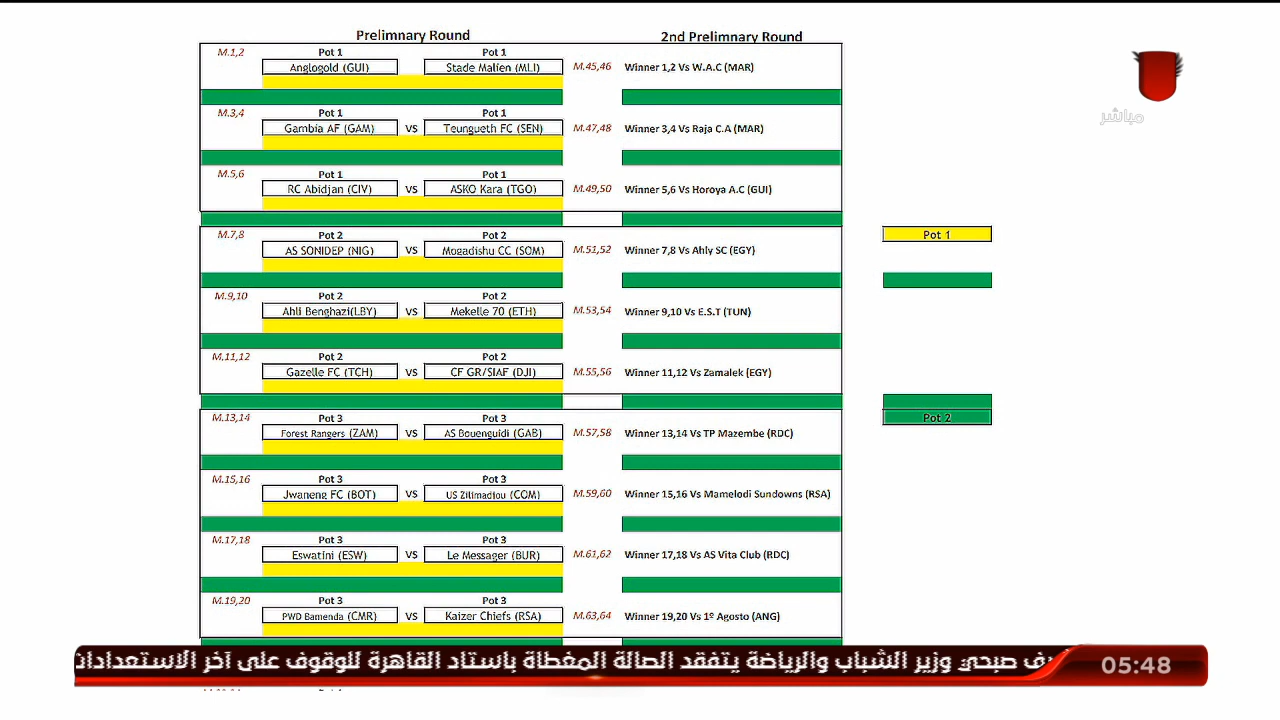 Prelimnary Round 2nd Prelimnary Round
M.1,2 Pot 1 Pot 1
Anglogold (GUI) Stade Malien (MLI) M.45,46 Winner 1,2 Vs W.A.C (MAR)
M.3,4 Pot 1 Pot 1
Gambia AF (GAM) VS Teungueth FC (SEN) M.47,48 Winner 3,4 Vs Raja C.A (MAR)
مباشر
M.5,6 Pot 1 Pot 1
RC Abidjan (CIV) VS ASKO Kara (TGO) M.49,50 Winner 5,6 Vs Horoya A.C (GUI)
M.7,8 Pot 2 Pot 2 Pot 1
AS SONIDEP (NIG) VS Mogadishu CC (SOM) M.51,52 Winner 7,8 Vs Ahly SC (EGY)
M.9,10 Pot 2 Pot 2
Ahli Benghazi(LBY) VS Mekelle 70 (ETH) M.53,54 Winner 9,10 Vs E.S.T (TUN)
M.11,12 Pot 2 Pot 2
Gazelle FC (TCH) VS CF GR/SIAF (DJI) M.55,56 Winner 11,12 Vs Zamalek (EGY)
M.13,14 Pot 3 Pot 3 Pot 2
Forest Rangers (ZAM) VS AS Bouenguidi (GAB) M.57,58 Winner 13,14 Vs TP Mazembe (RDC)
M.15,16 Pot 3 Pot 3
Jwaneng FC (BOT) VS US Zilimadjou (COM) M.59,60 Winner 15,16 Vs Mamelodi Sundowns (RSA)
M.17,18 Pot 3 Pot 3
Eswatini (ESW) VS Le Messager (BUR) M.61,62 Winner 17,18 Vs AS Vita Club (RDC)
M.19,20 Pot 3 Pot 3
PWD Bamenda (CMR) VS Kaizer Chiefs (RSA) M.63,64 Winner 19,20 Vs 1º Agosto (ANG)
صبحي وزير الشباب والرياضة يتفقد الصالة المغطاة باستاد القاهرة للوقوف على آخر الاستعدادات
05:48